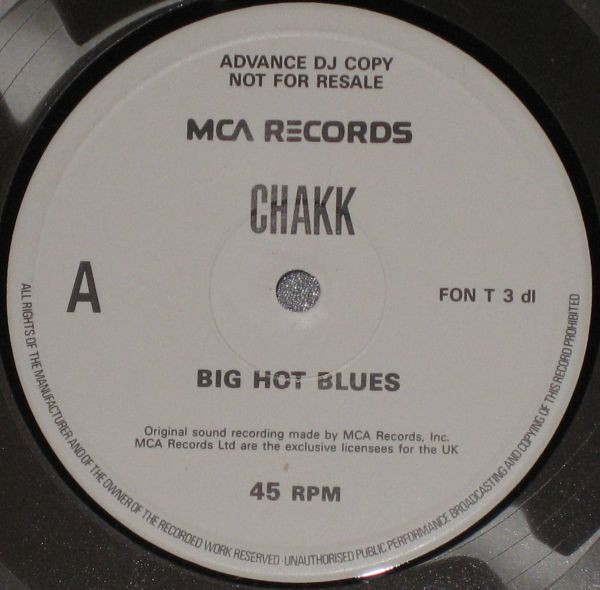 ADVANCE DJ COPY
NOT FOR RESALE
MCA RECORDS
CHAKK
A
FON T 3 dl
BIG HOT BLUES
Original sound recording made by MCA Records, Inc.
MCA Records Ltd are the exclusive licensees for the UK
45 RPM
ALL RIGHTS OF THE MANUFACTURER AND OF THE OWNER OF THE RECORDED WORK RESERVED·UNAUTHORISED PUBLIC PERFORMANCE BROADCASTING AND COPYING OF THIS RECORD PROHIBITED